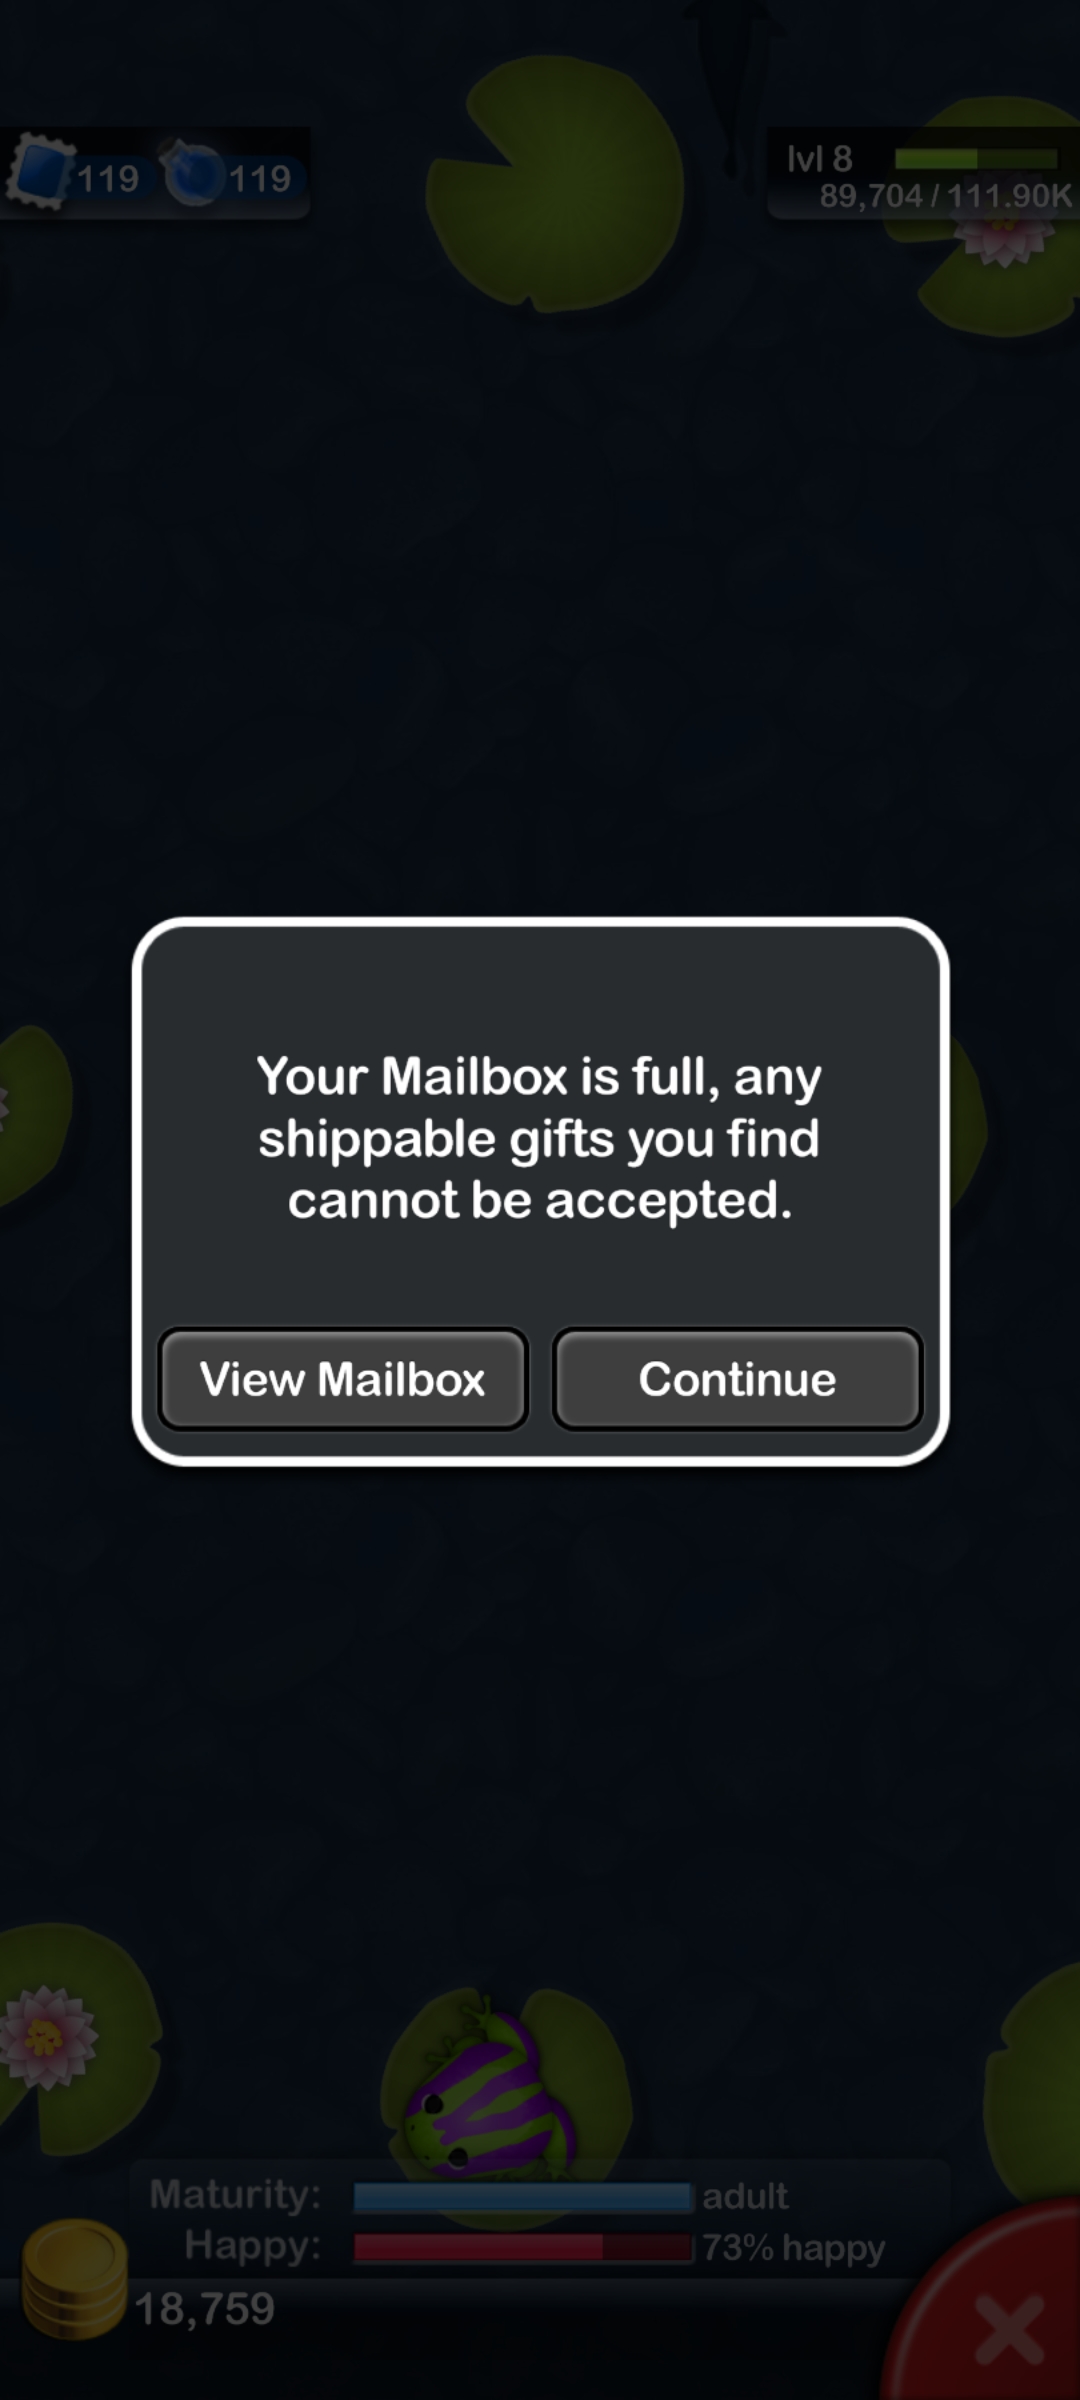 119 119
lvl 8
89,704 / 111.90K
Your Mailbox is full, any
shippable gifts you find
cannot be accepted.
View Mailbox Continue
Maturity: adult
Happy: 73% happy
18,759